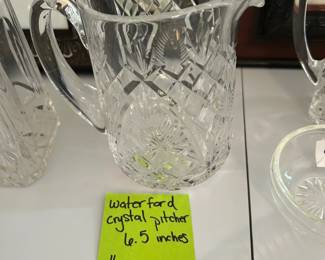 waterford
crystal pitcher
6.5 inches